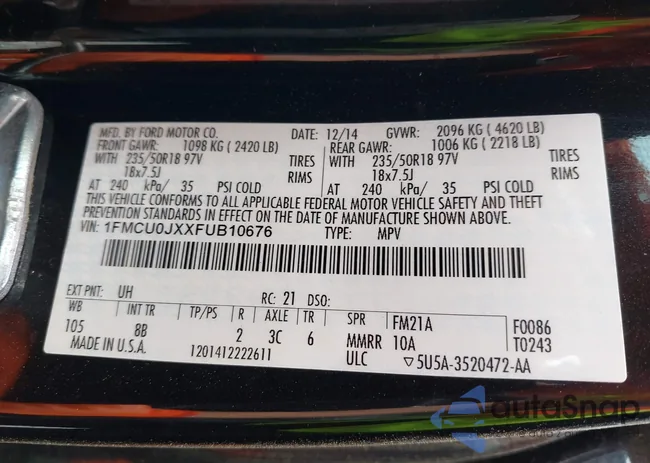 MFD. BY FORD MOTOR CO. DATE: 12/14 GVWR: 2096 KG ( 4620 LB)
FRONT GAWR: 1098 KG ( 2420 LB) REAR GAWR: 1006 KG ( 2218 LB)
WITH 235/50R18 97V TIRES WITH 235/50R18 97V TIRES
18x7.5J RIMS 18x7.5J RIMS
AT 240 kPa/ 35 PSI COLD AT 240 kPa/ 35 PSI COLD
THIS VEHICLE CONFORMS TO ALL APPLICABLE FEDERAL MOTOR VEHICLE SAFETY AND THEFT
PREVENTION STANDARDS IN EFFECT ON THE DATE OF MANUFACTURE SHOWN ABOVE.
VIN: 1FMCU0JXXFUB10676 TYPE: MPV
EXT PNT: UH RC: 21 DSO:
WB INT TR TP/PS R AXLE TR SPR FM21A F0086
105 8B 2 3C 6 MMRR 10A T0243
MADE IN U.S.A. 1201412222611 ULC ▽5U5A-3520472-AA
autoSnap